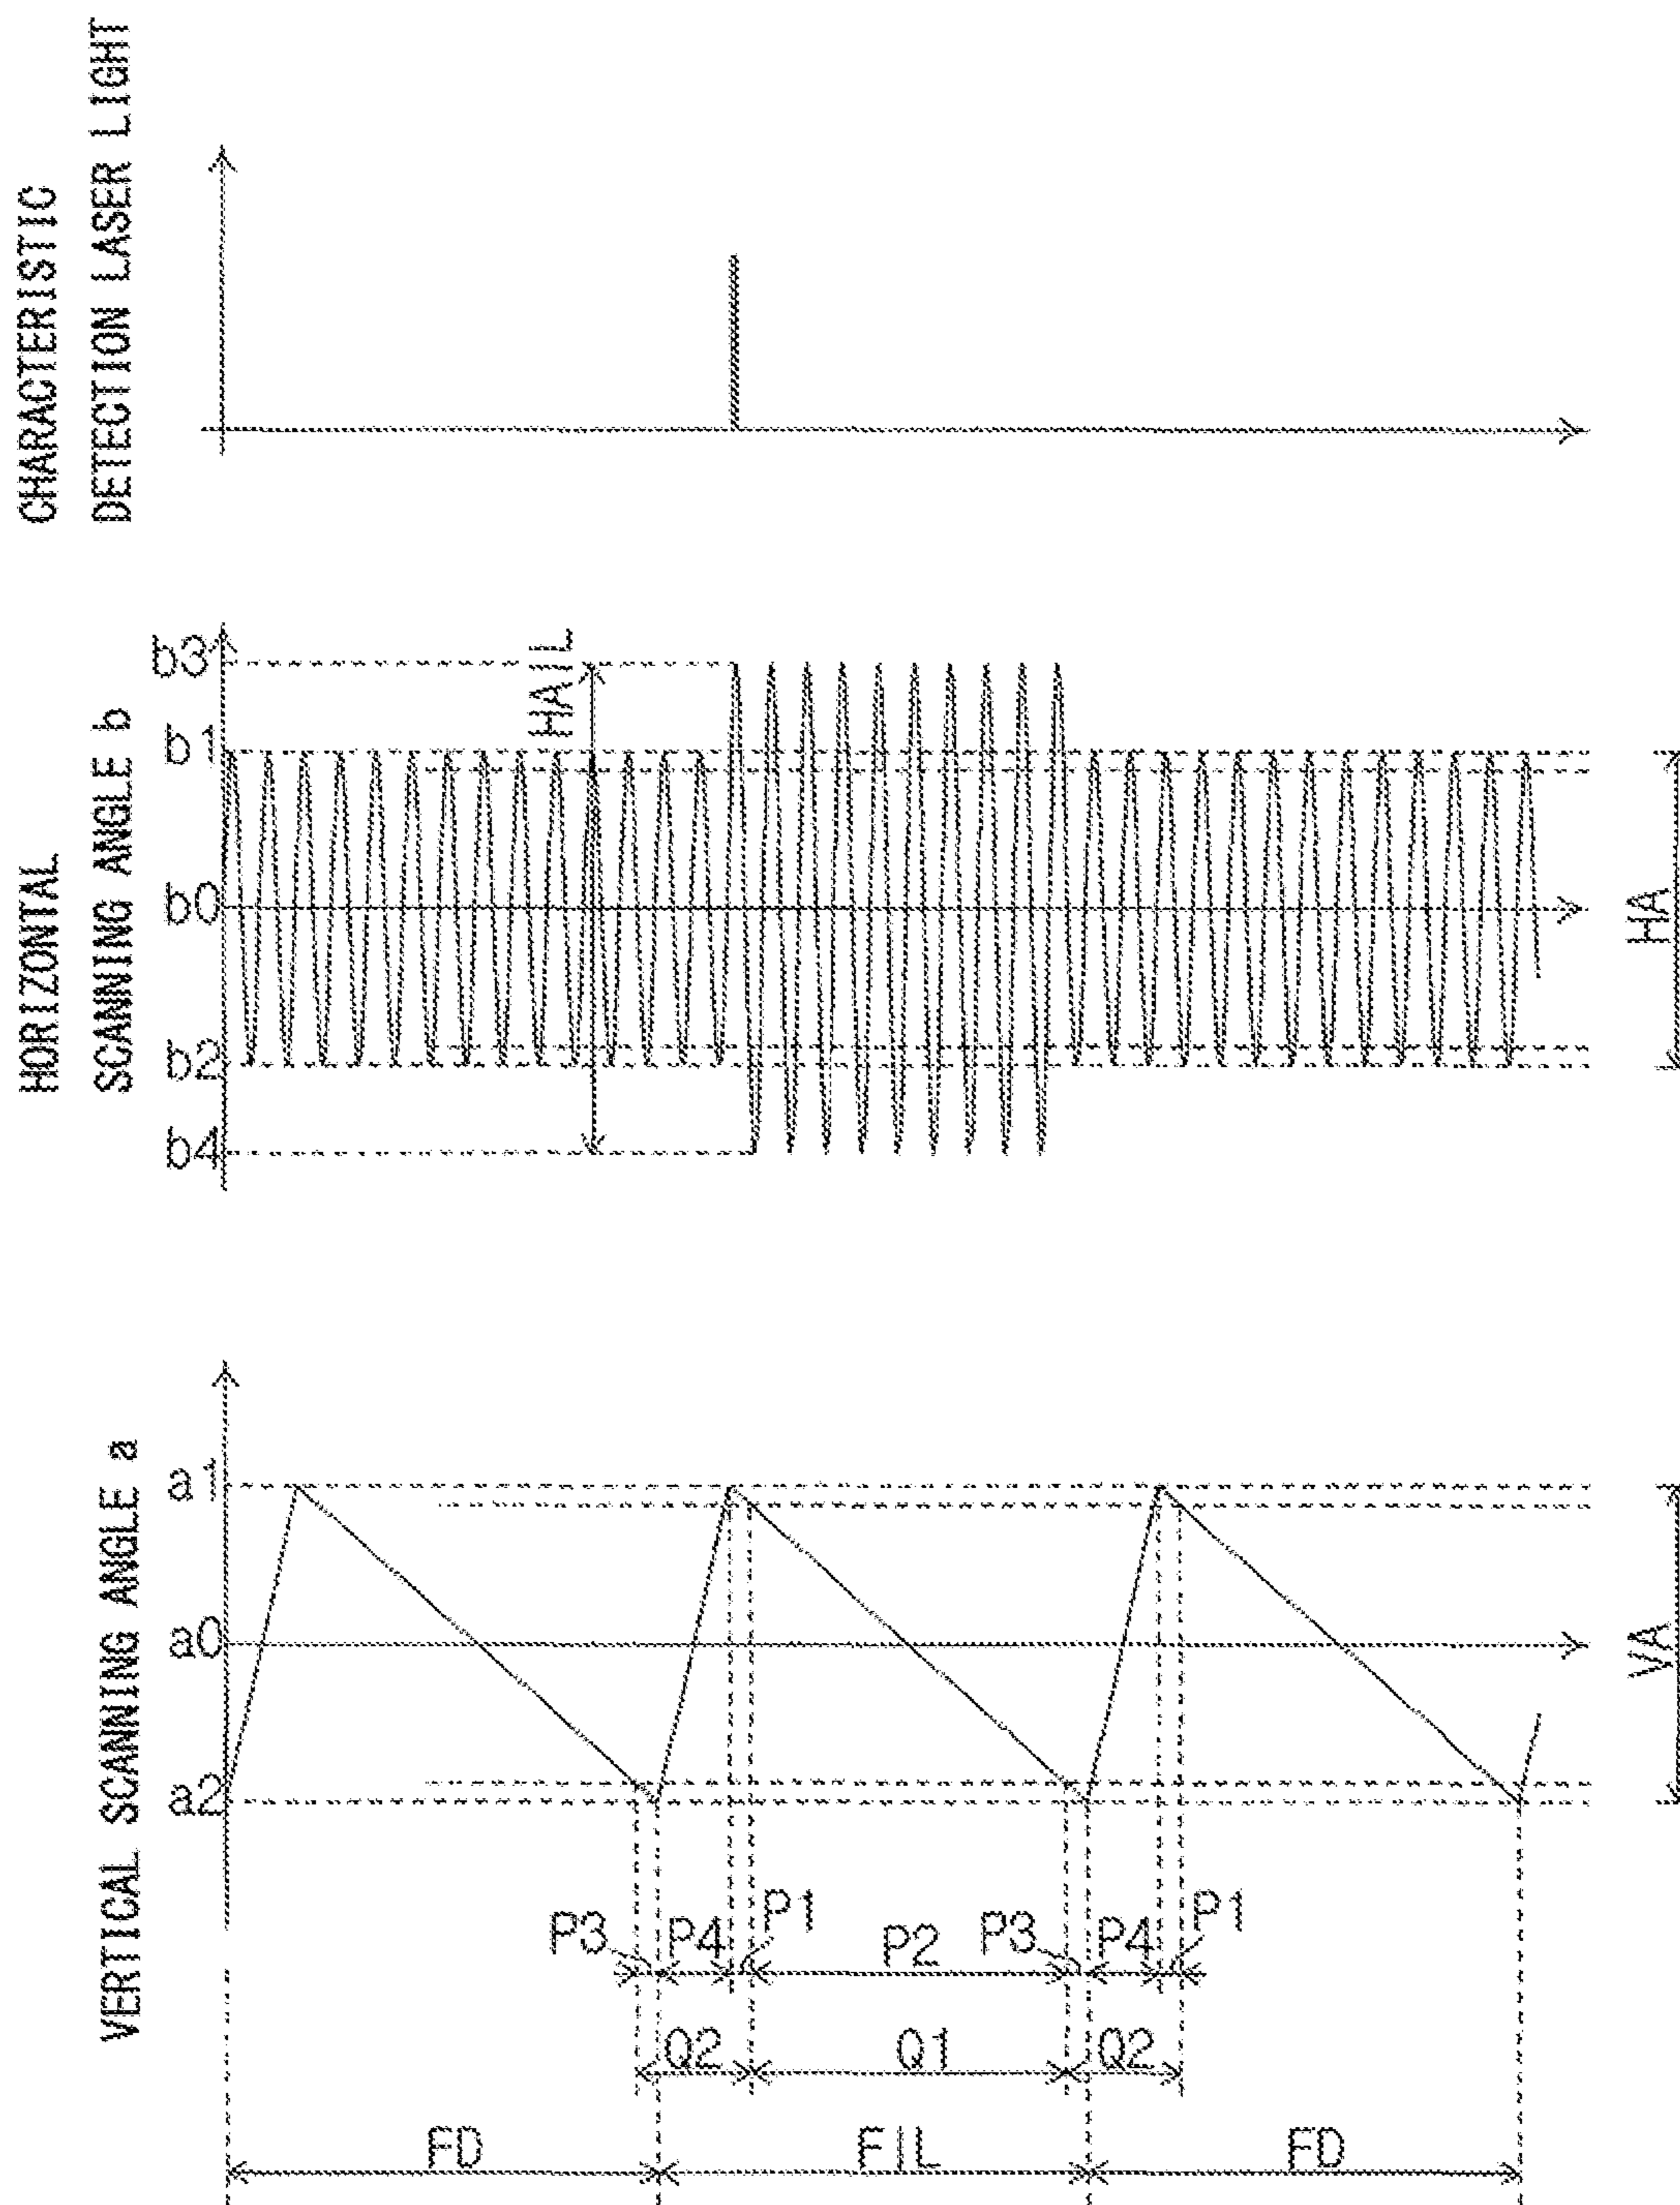 CHARACTERISTIC
DETECTION LASER LIGHT
HORIZONTAL
SCANNING ANGLE b
b3
b1
b0
b2
b4
HAIL
HA
VERTICAL SCANNING ANGLE a
a1
a0
a2
VA
P3
P4
P1
P2
P3
P4
P1
Q2
Q1
Q2
FD
FIL
FD